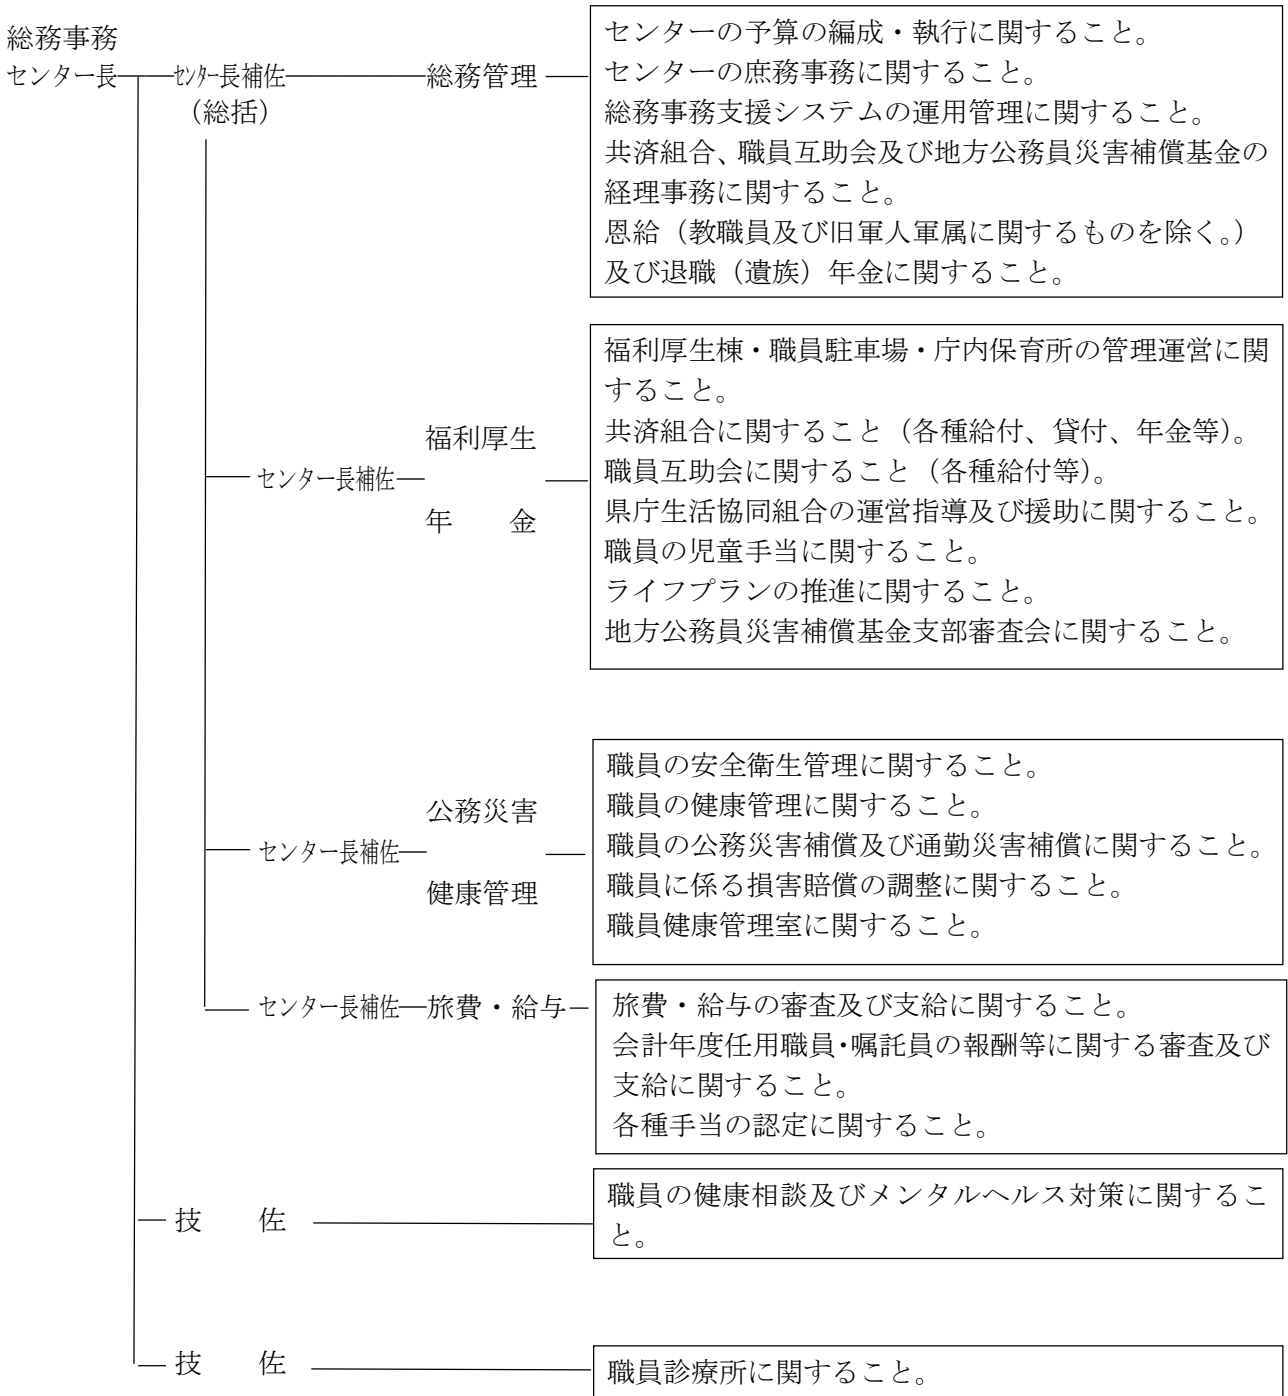 総務事務
センター長
センター長補佐
(総括)
総務管理
センターの予算の編成・執行に関すること。
センターの庶務事務に関すること。
総務事務支援システムの運用管理に関すること。
共済組合、職員互助会及び地方公務員災害補償基金の
経理事務に関すること。
恩給（教職員及び旧軍人軍属に関するものを除く。）
及び退職（遺族）年金に関すること。
センター長補佐
福利厚生
年　　金
福利厚生棟・職員駐車場・庁内保育所の管理運営に関
すること。
共済組合に関すること（各種給付、貸付、年金等）。
職員互助会に関すること（各種給付等）。
県庁生活協同組合の運営指導及び援助に関すること。
職員の児童手当に関すること。
ライフプランの推進に関すること。
地方公務員災害補償基金支部審査会に関すること。
センター長補佐
公務災害
健康管理
職員の安全衛生管理に関すること。
職員の健康管理に関すること。
職員の公務災害補償及び通勤災害補償に関すること。
職員に係る損害賠償の調整に関すること。
職員健康管理室に関すること。
センター長補佐
旅費・給与
旅費・給与の審査及び支給に関すること。
会計年度任用職員・嘱託員の報酬等に関する審査及び
支給に関すること。
各種手当の認定に関すること。
技　　佐
職員の健康相談及びメンタルヘルス対策に関するこ
と。
技　　佐
職員診療所に関すること。